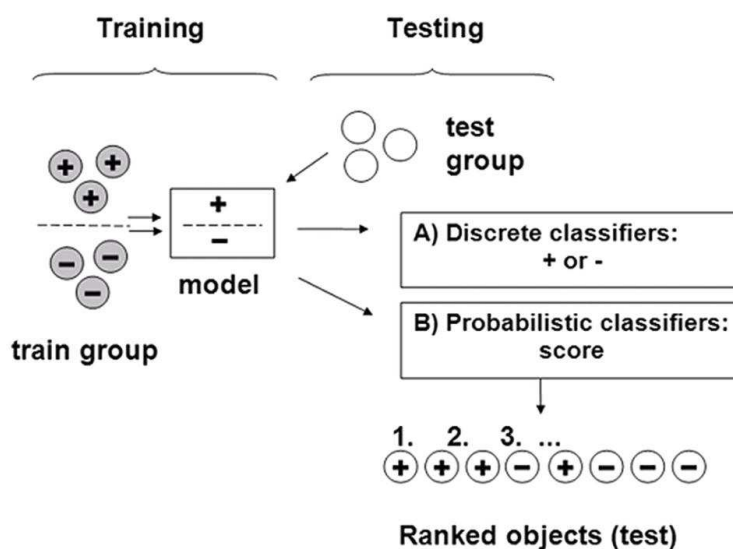 Training
Testing
test
group
+ + +
+
-
- - -
model
train group
A) Discrete classifiers:
+ or -
B) Probabilistic classifiers:
score
1. 2. 3. ...
+ + + - + - - -
Ranked objects (test)